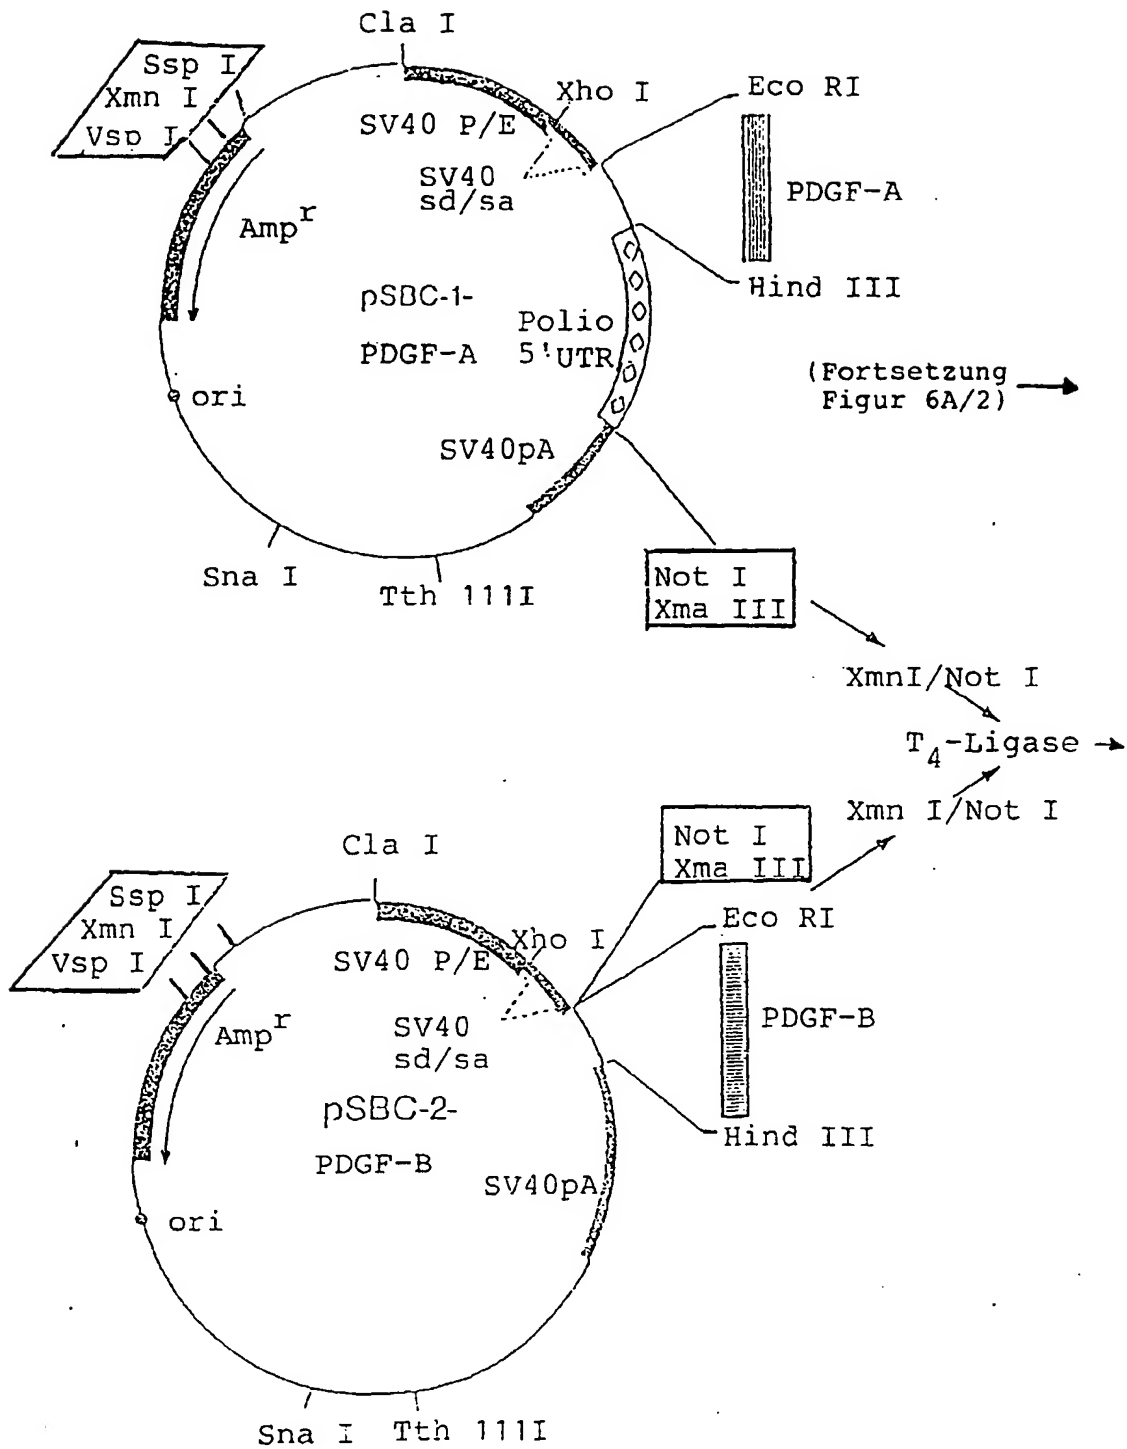 Cla I
Ssp I
Xmn I
Vsp I
Xho I
Eco RI
SV40 P/E
SV40
sd/sa
PDGF-A
Amp^r
Hind III
pSBC-1-
PDGF-A
Polio
5'UTR
(Fortsetzung
Figur 6A/2)
ori
SV40pA
Sna I
Tth 111I
Not I
Xma III
XmnI/Not I
T4-Ligase
Xmn I/Not I
Not I
Xma III
Cla I
Ssp I
Xmn I
Vsp I
Xho I
Eco RI
SV40 P/E
SV40
sd/sa
PDGF-B
Amp^r
pSBC-2-
PDGF-B
Hind III
SV40pA
ori
Sna I
Tth 111I